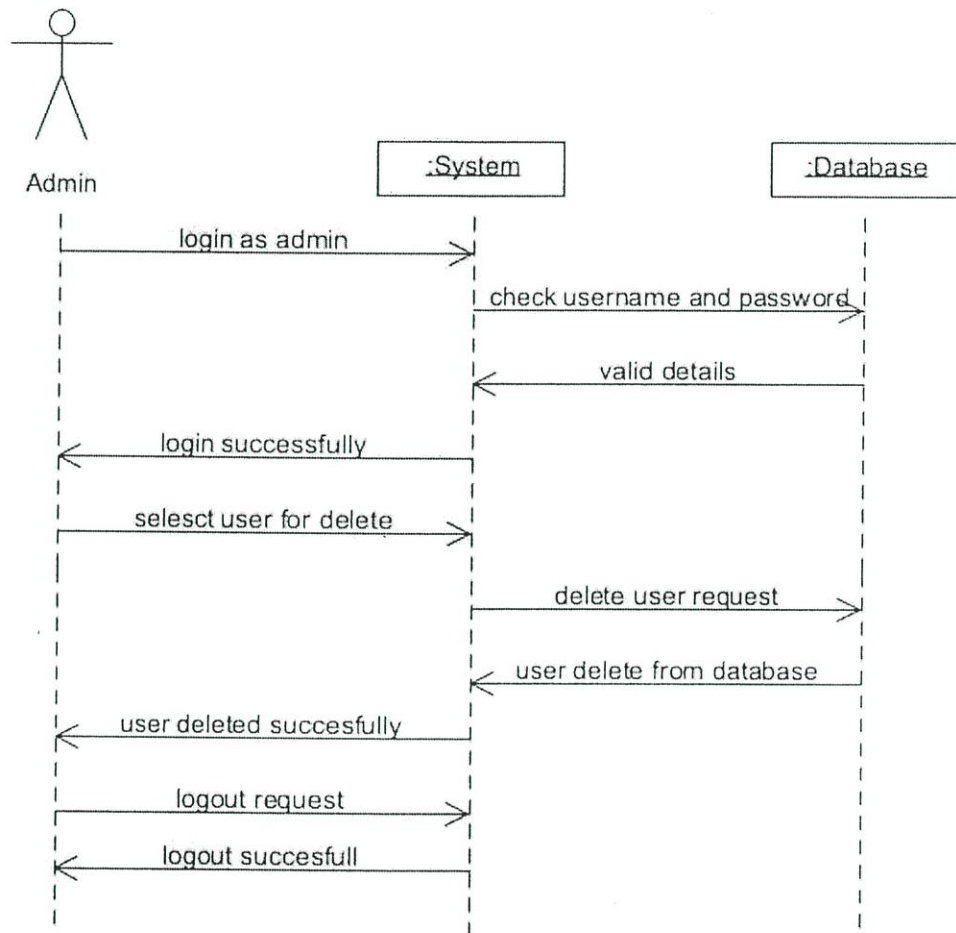 Admin
:System
:Database
login as admin
check username and password
valid details
login successfully
selesct user for delete
delete user request
user delete from database
user deleted succesfully
logout request
logout succesfull